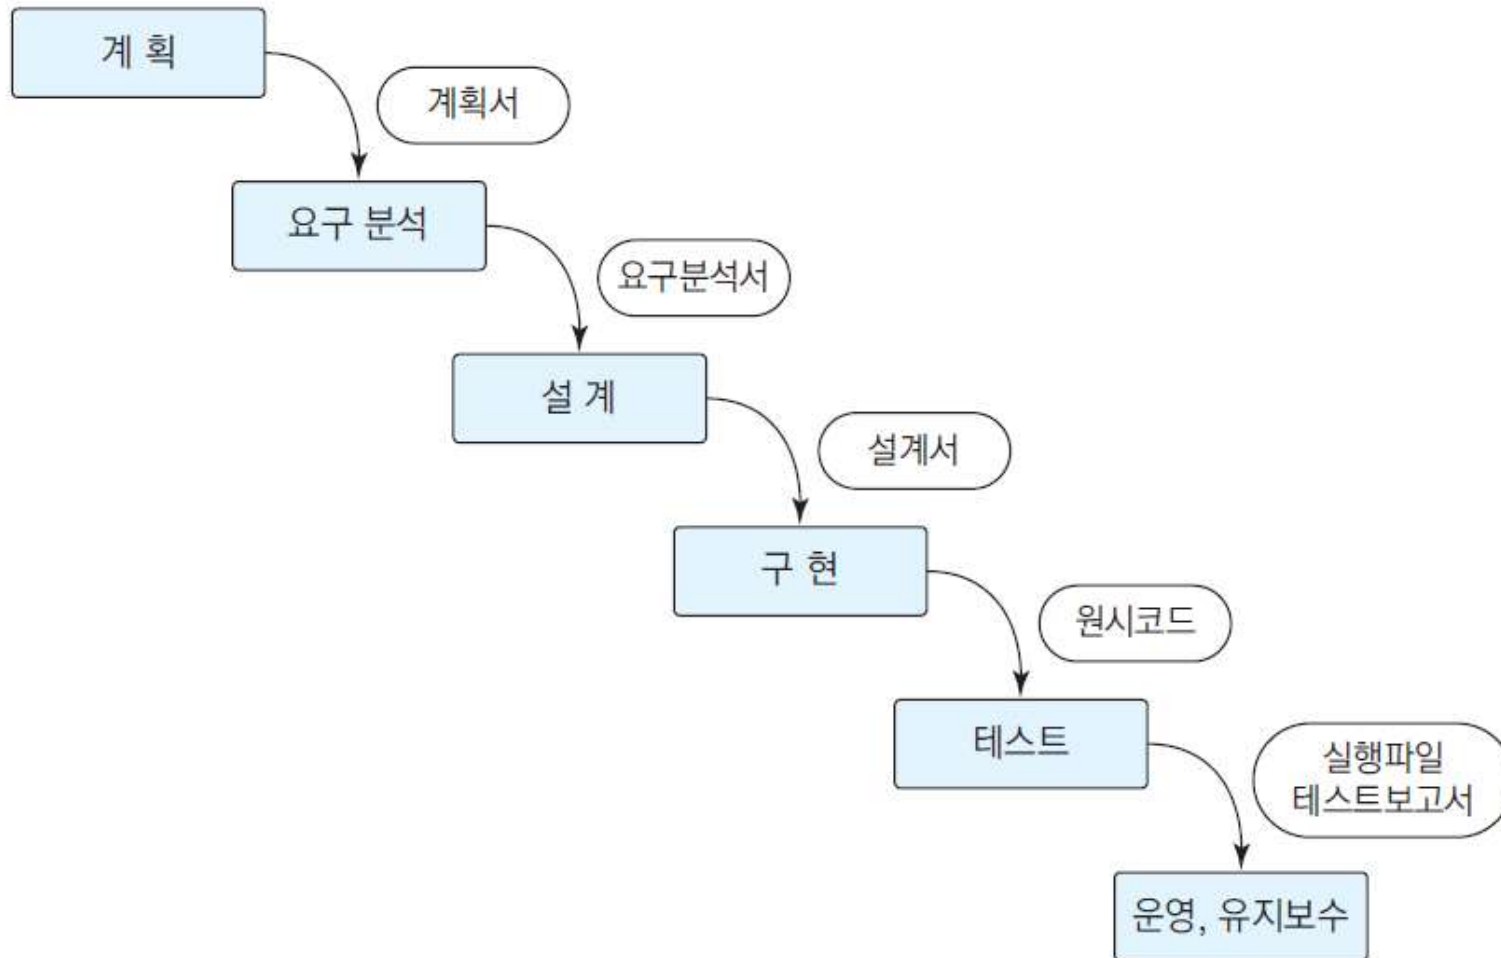 계 획
계획서
요구 분석
요구분석서
설 계
설계서
구 현
원시코드
테스트
실행파일
테스트보고서
운영, 유지보수